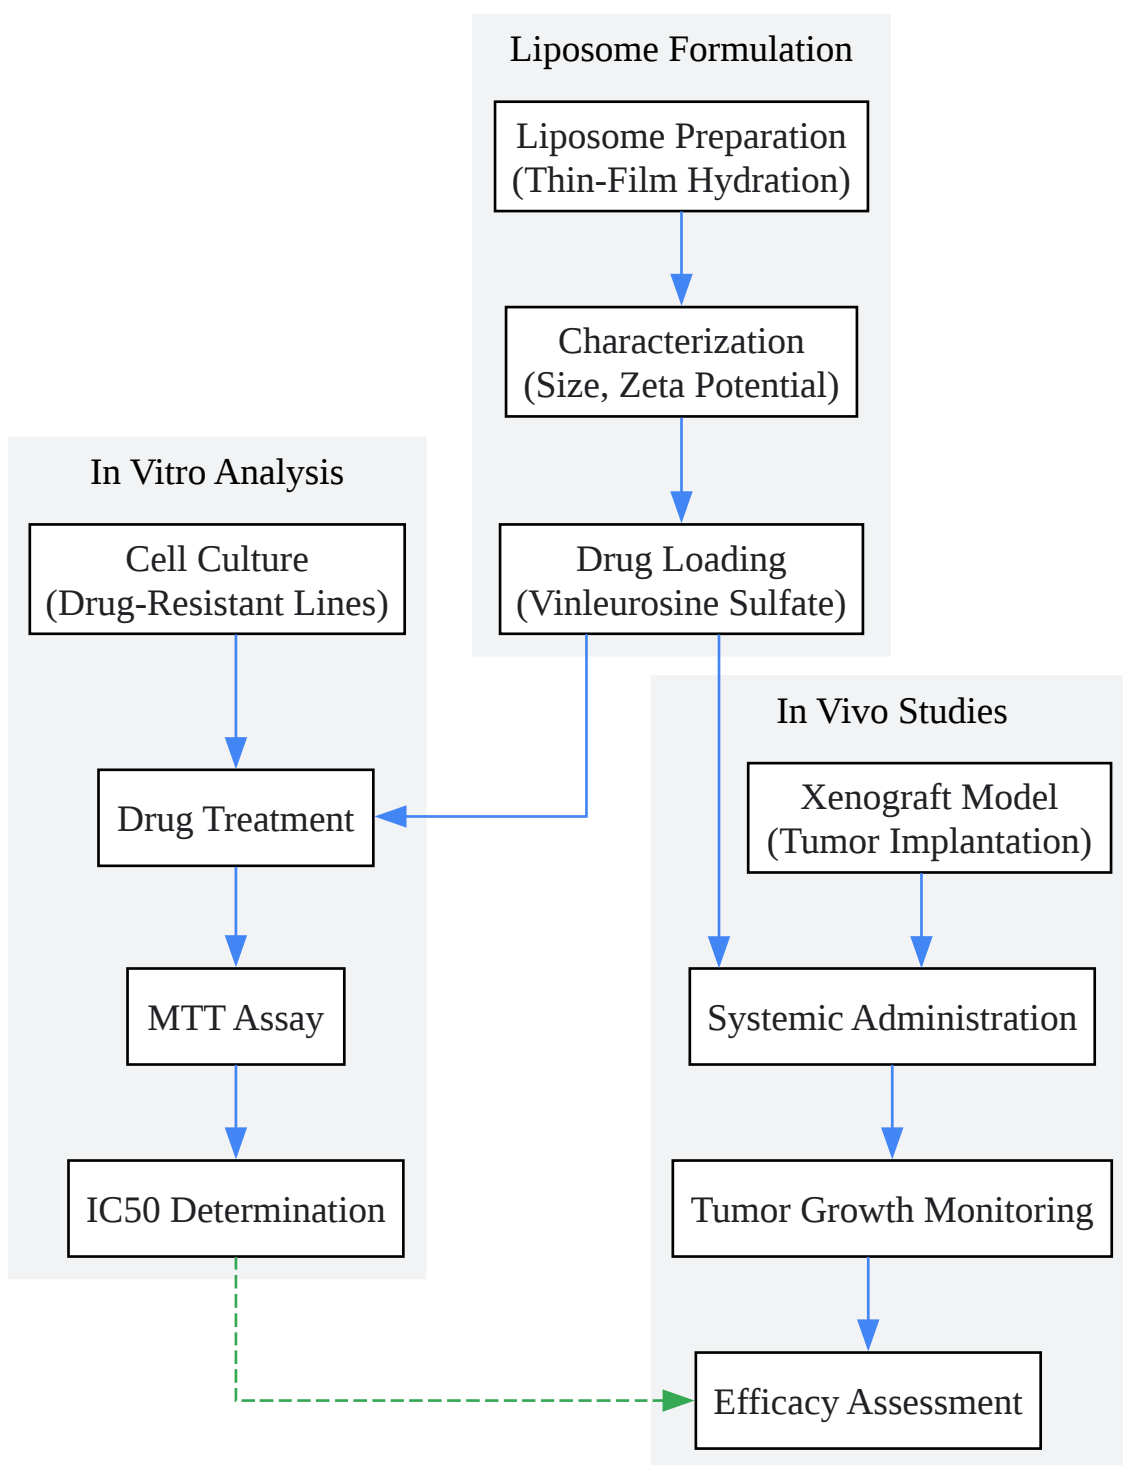 Liposome Formulation
Liposome Preparation
(Thin-Film Hydration)
Characterization
(Size, Zeta Potential)
Drug Loading
(Vinleurosine Sulfate)
In Vitro Analysis
Cell Culture
(Drug-Resistant Lines)
Drug Treatment
MTT Assay
IC50 Determination
In Vivo Studies
Xenograft Model
(Tumor Implantation)
Systemic Administration
Tumor Growth Monitoring
Efficacy Assessment